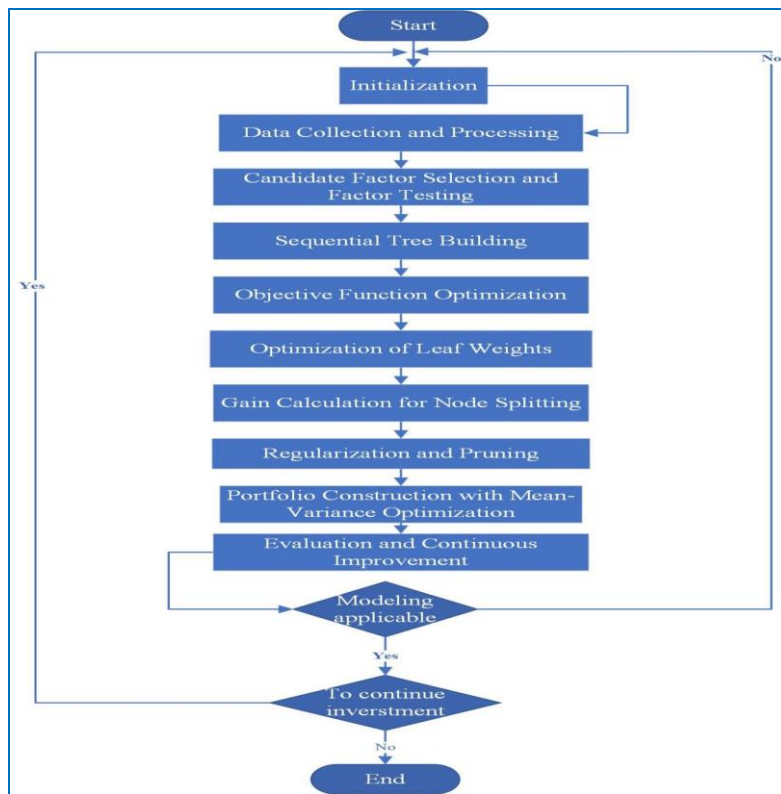 Start
No
Initialization
Data Collection and Processing
Candidate Factor Selection and
Factor Testing
Sequential Tree Building
Yes
Objective Function Optimization
Optimization of Leaf Weights
Gain Calculation for Node Splitting
Regularization and Pruning
Portfolio Construction with Mean-
Variance Optimization
Evaluation and Continuous
Improvement
Modeling
applicable
Yes
To continue
inverstment
No
End